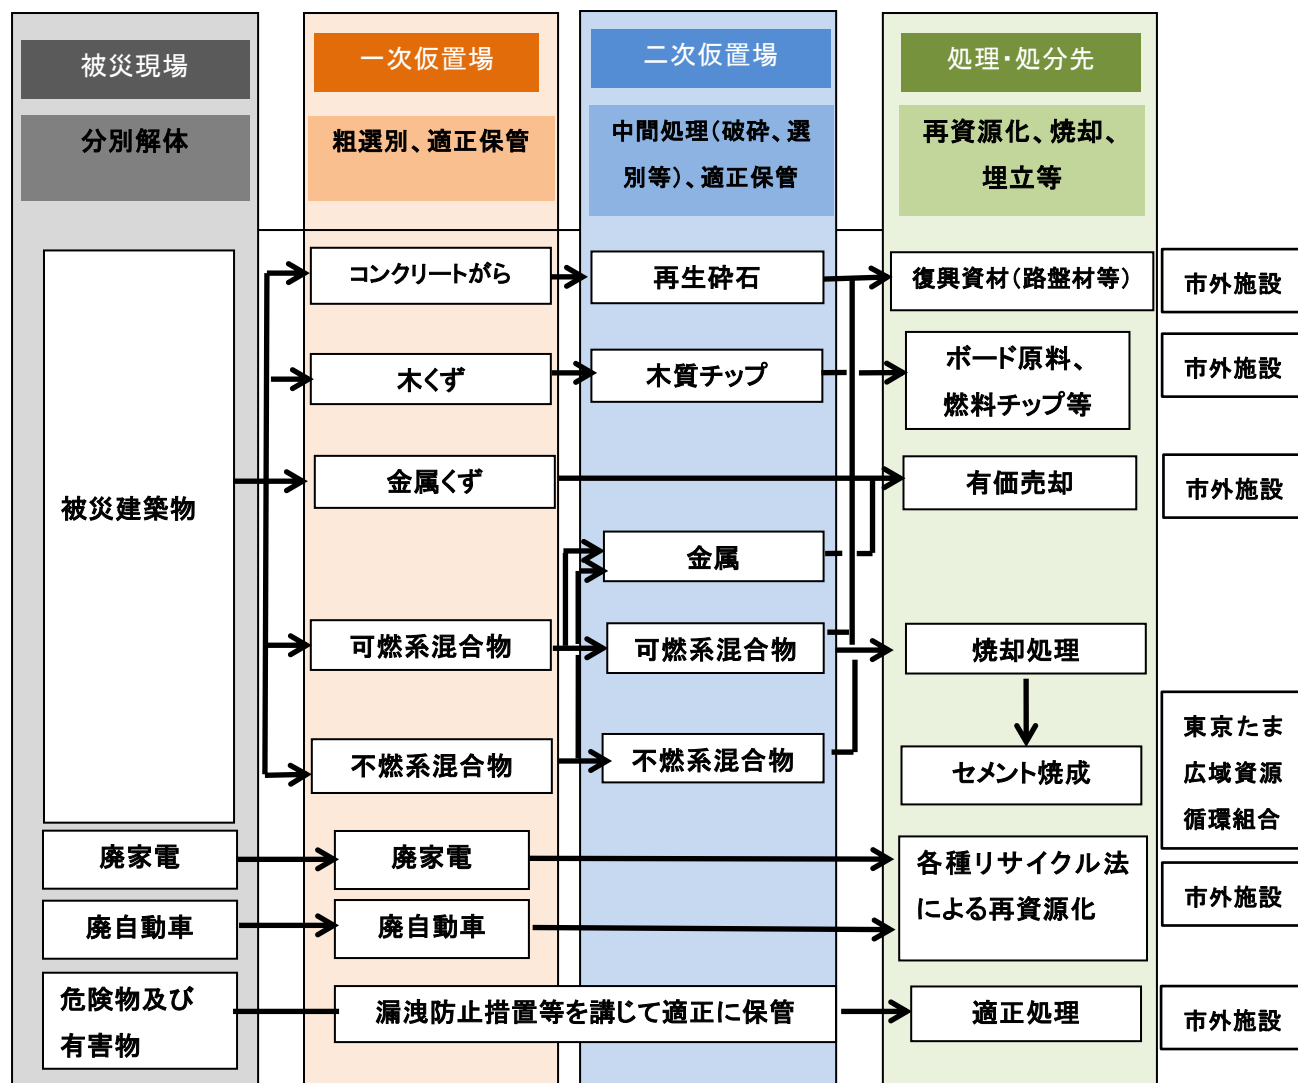 被災現場
一次仮置場
二次仮置場
処理・処分先
分別解体
粗選別、適正保管
中間処理(破砕、選
別等)、適正保管
再資源化、焼却、
埋立等
被災建築物
コンクリートがら
再生砕石
復興資材(路盤材等)
市外施設
木くず
木質チップ
ボード原料、
燃料チップ等
市外施設
金属くず
有価売却
市外施設
金属
可燃系混合物
可燃系混合物
焼却処理
不燃系混合物
不燃系混合物
セメント焼成
東京たま
広域資源
循環組合
廃家電
廃家電
各種リサイクル法
による再資源化
市外施設
廃自動車
廃自動車
危険物及び
有害物
漏洩防止措置等を講じて適正に保管
適正処理
市外施設